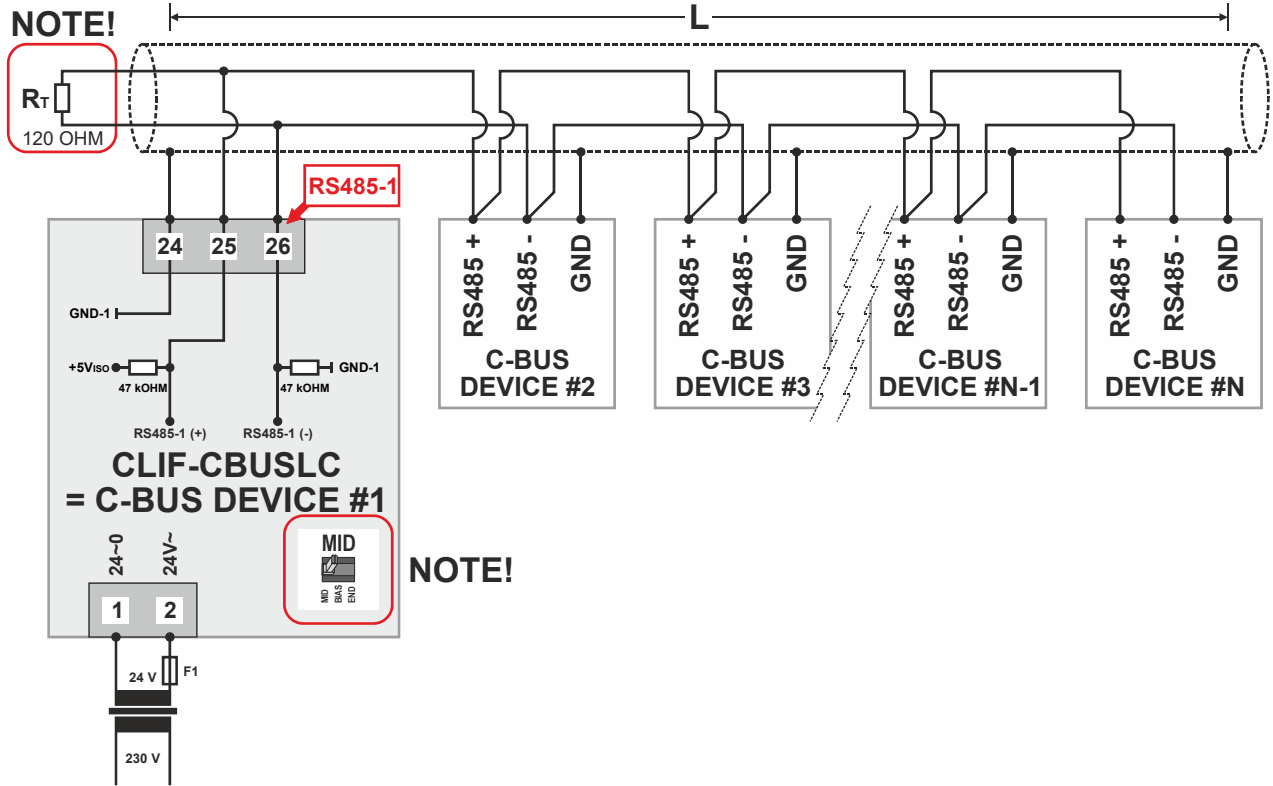 NOTE!
L
RT
120 OHM
RS485-1
24 25 26
GND-1
+5VISO
47 kOHM
47 kOHM
GND-1
RS485-1 (+)
RS485-1 (-)
CLIF-CBUSLC
= C-BUS DEVICE #1
24~0
24V~
1 2
MID
MID
BIAS
END
NOTE!
24 V
F1
230 V
RS485 +
RS485 -
GND
C-BUS
DEVICE #2
RS485 +
RS485 -
GND
C-BUS
DEVICE #3
RS485 +
RS485 -
GND
C-BUS
DEVICE #N-1
RS485 +
RS485 -
GND
C-BUS
DEVICE #N